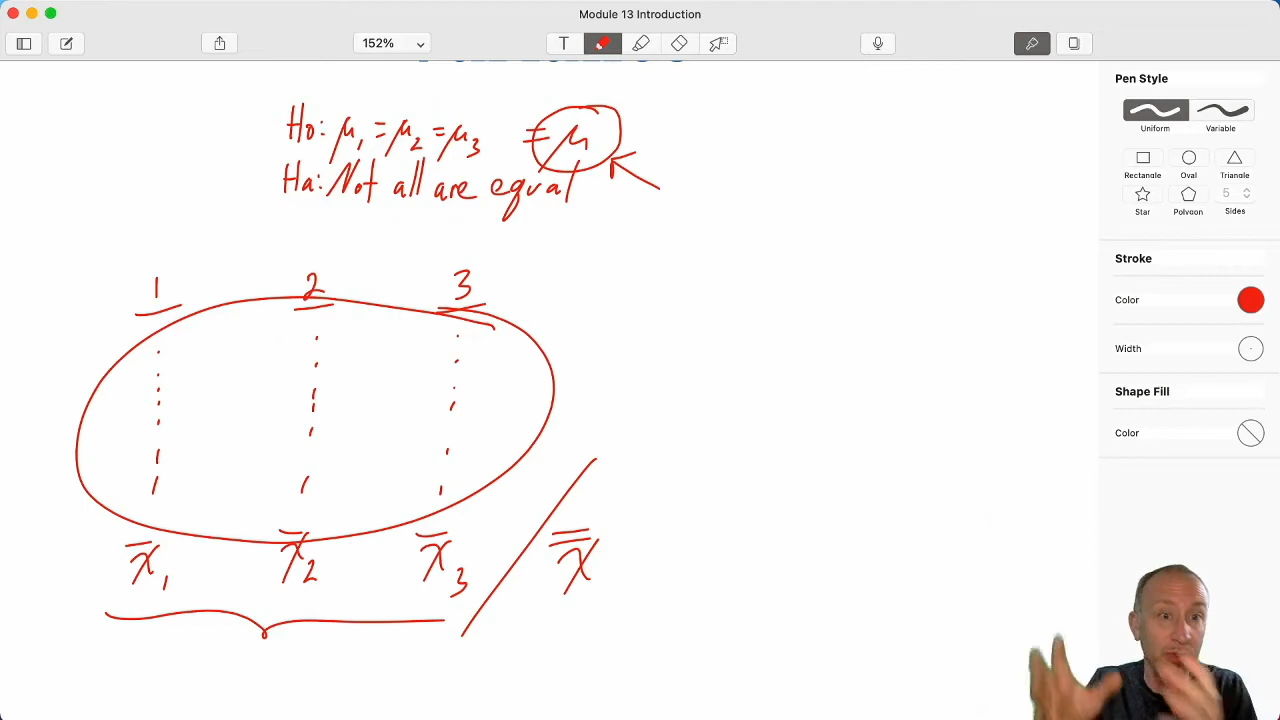 Module 13 Introduction
152%
T
Ho: μ₁ = μ₂ = μ₃ = μ
Ha: Not all are equal
1 2 3
x̄₁ x̄₂ x̄₃ x̿
Pen Style
Uniform Variable
Rectangle Oval Triangle
5
Star Polygon Sides
Stroke
Color
Width
Shape Fill
Color